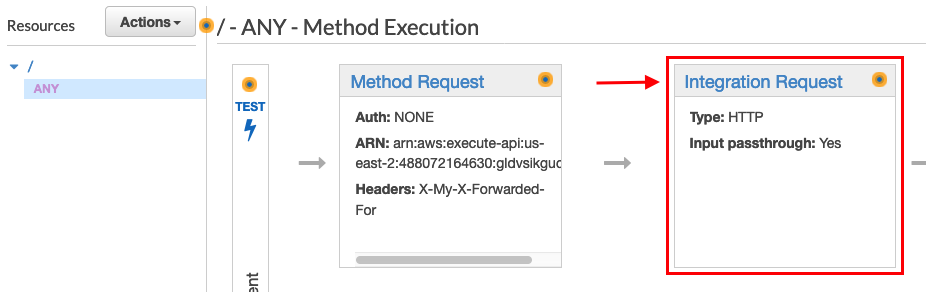 Resources
Actions
/ - ANY - Method Execution
/
ANY
TEST
Method Request
Auth: NONE
ARN: arn:aws:execute-api:us-
east-2:488072164630:gldvsikguc
Headers: X-My-X-Forwarded-
For
Integration Request
Type: HTTP
Input passthrough: Yes